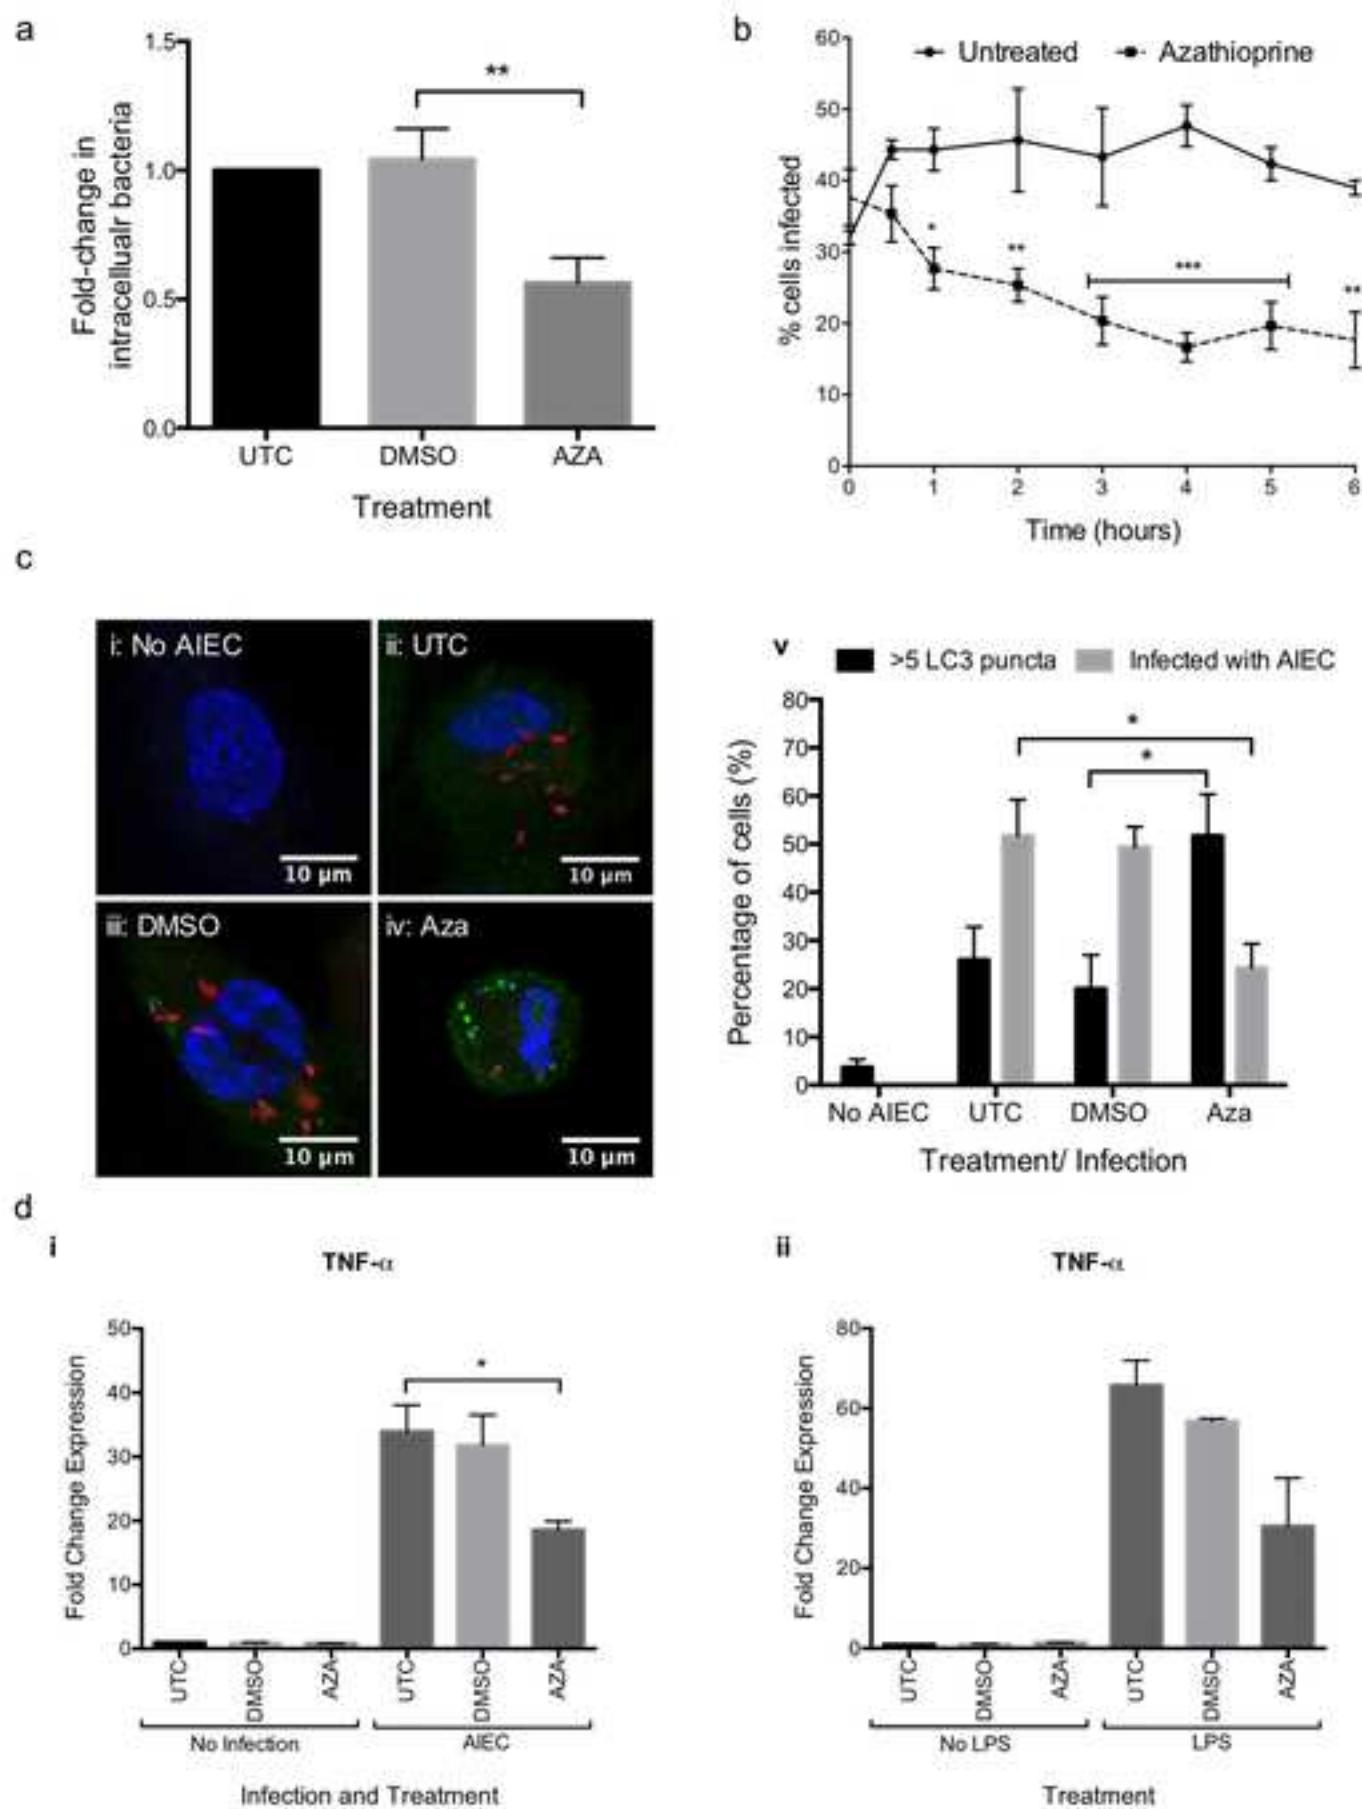 a
1.5
1.0
0.5
0.0
Fold-change in
intracellualr bacteria
**
UTC DMSO AZA
Treatment
b
Untreated Azathioprine
60
50
40
30
20
10
0
% cells infected
* ** *** **
0 1 2 3 4 5 6
Time (hours)
c
i: No AIEC
10 µm
ii: UTC
10 µm
iii: DMSO
10 µm
iv: Aza
10 µm
v
>5 LC3 puncta Infected with AIEC
80
70
60
50
40
30
20
10
0
Percentage of cells (%)
*
*
No AIEC UTC DMSO Aza
Treatment/ Infection
d
i
TNF-α
50
40
30
20
10
0
Fold Change Expression
*
UTC DMSO AZA UTC DMSO AZA
No Infection AIEC
Infection and Treatment
ii
TNF-α
80
60
40
20
0
Fold Change Expression
UTC DMSO AZA UTC DMSO AZA
No LPS LPS
Treatment